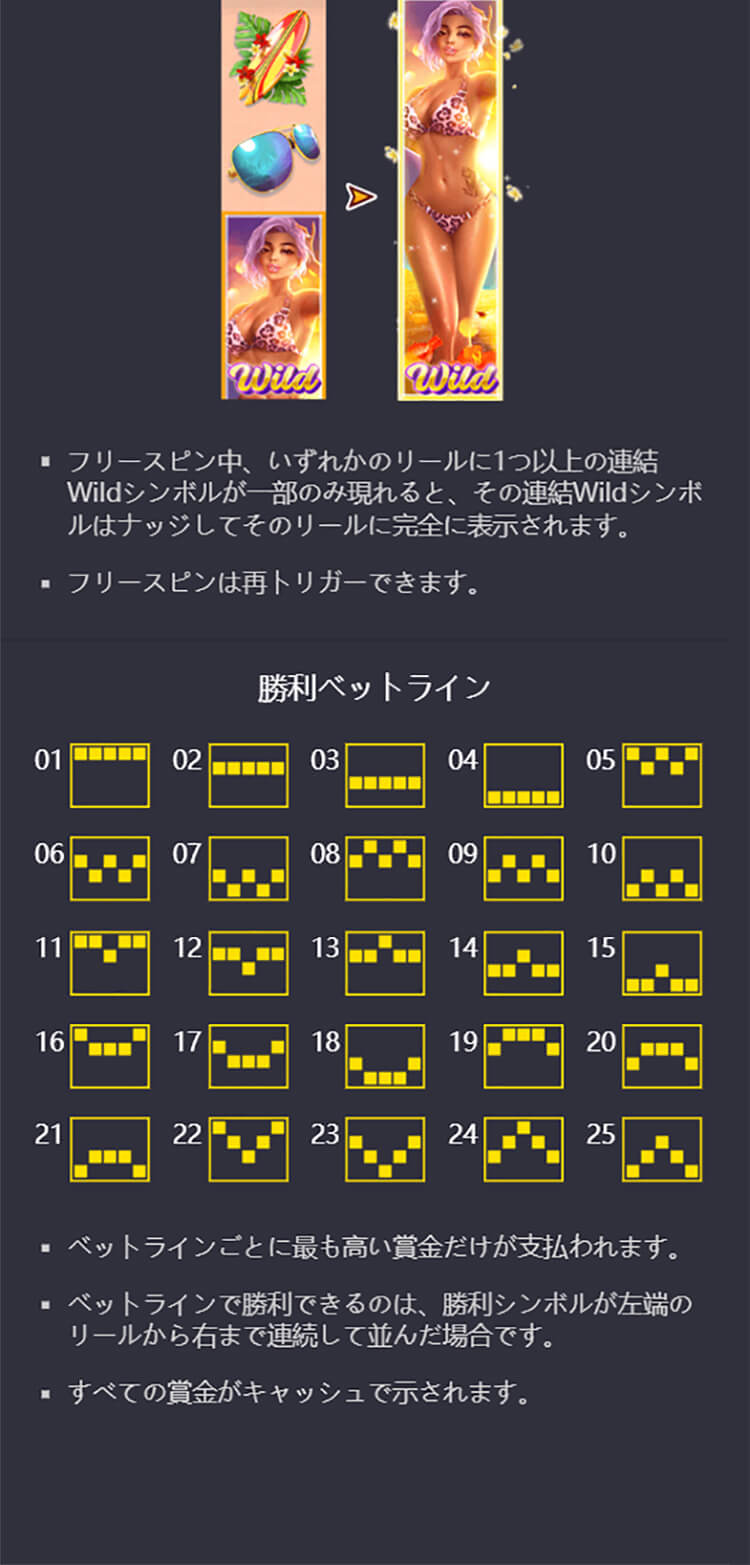 Wild
Wild
▪ フリースピン中、いずれかのリールに1つ以上の連結
Wildシンボルが一部のみ現れると、その連結Wildシンボ
ルはナッジしてそのリールに完全に表示されます。
▪ フリースピンは再トリガーできます。
勝利ベットライン
01 02 03 04 05
06 07 08 09 10
11 12 13 14 15
16 17 18 19 20
21 22 23 24 25
▪ ベットラインごとに最も高い賞金だけが支払われます。
▪ ベットラインで勝利できるのは、勝利シンボルが左端の
リールから右まで連続して並んだ場合です。
▪ すべての賞金がキャッシュで示されます。